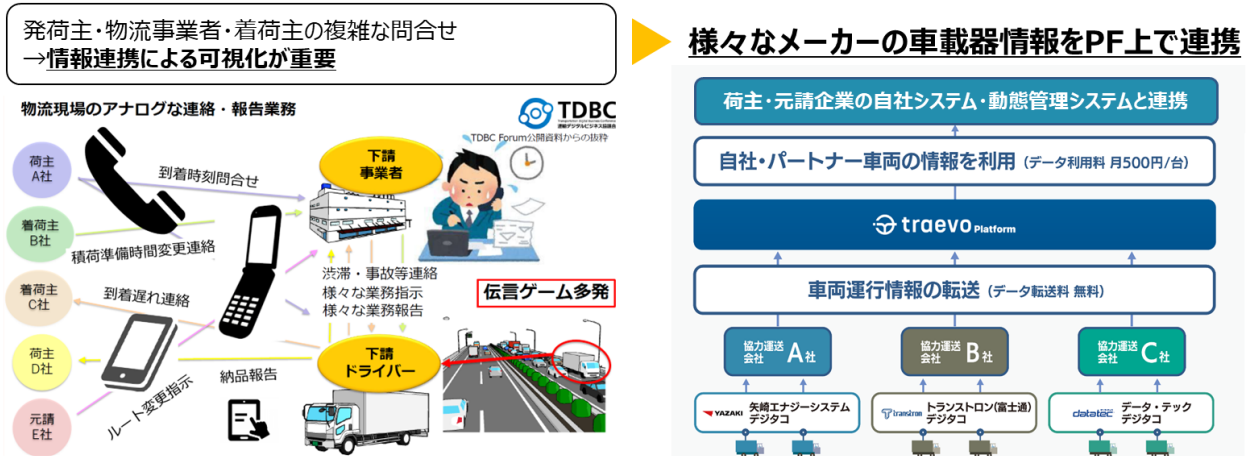 発荷主・物流事業者・着荷主の複雑な問合せ
→情報連携による可視化が重要
物流現場のアナログな連絡・報告業務
TDBC
運輸デジタルビジネス協議会
TDBC Forum公開資料からの抜粋
荷主
A社
着荷主
B社
着荷主
C社
荷主
D社
元請
E社
到着時刻問合せ
積荷準備時間変更連絡
到着遅れ連絡
ルート変更指示
納品報告
下請
事業者
渋滞・事故等連絡
様々な業務指示
様々な業務報告
伝言ゲーム多発
下請
ドライバー
様々なメーカーの車載器情報をPF上で連携
荷主・元請企業の自社システム・動態管理システムと連携
自社・パートナー車両の情報を利用（データ利用料 月500円/台）
traevo Platform
車両運行情報の転送（データ転送料 無料）
協力運送
会社 A社
協力運送
会社 B社
協力運送
会社 C社
YAZAKI 矢崎エナジーシステム
デジタコ
transtron トランストロン(富士通)
デジタコ
datatec データ・テック
デジタコ